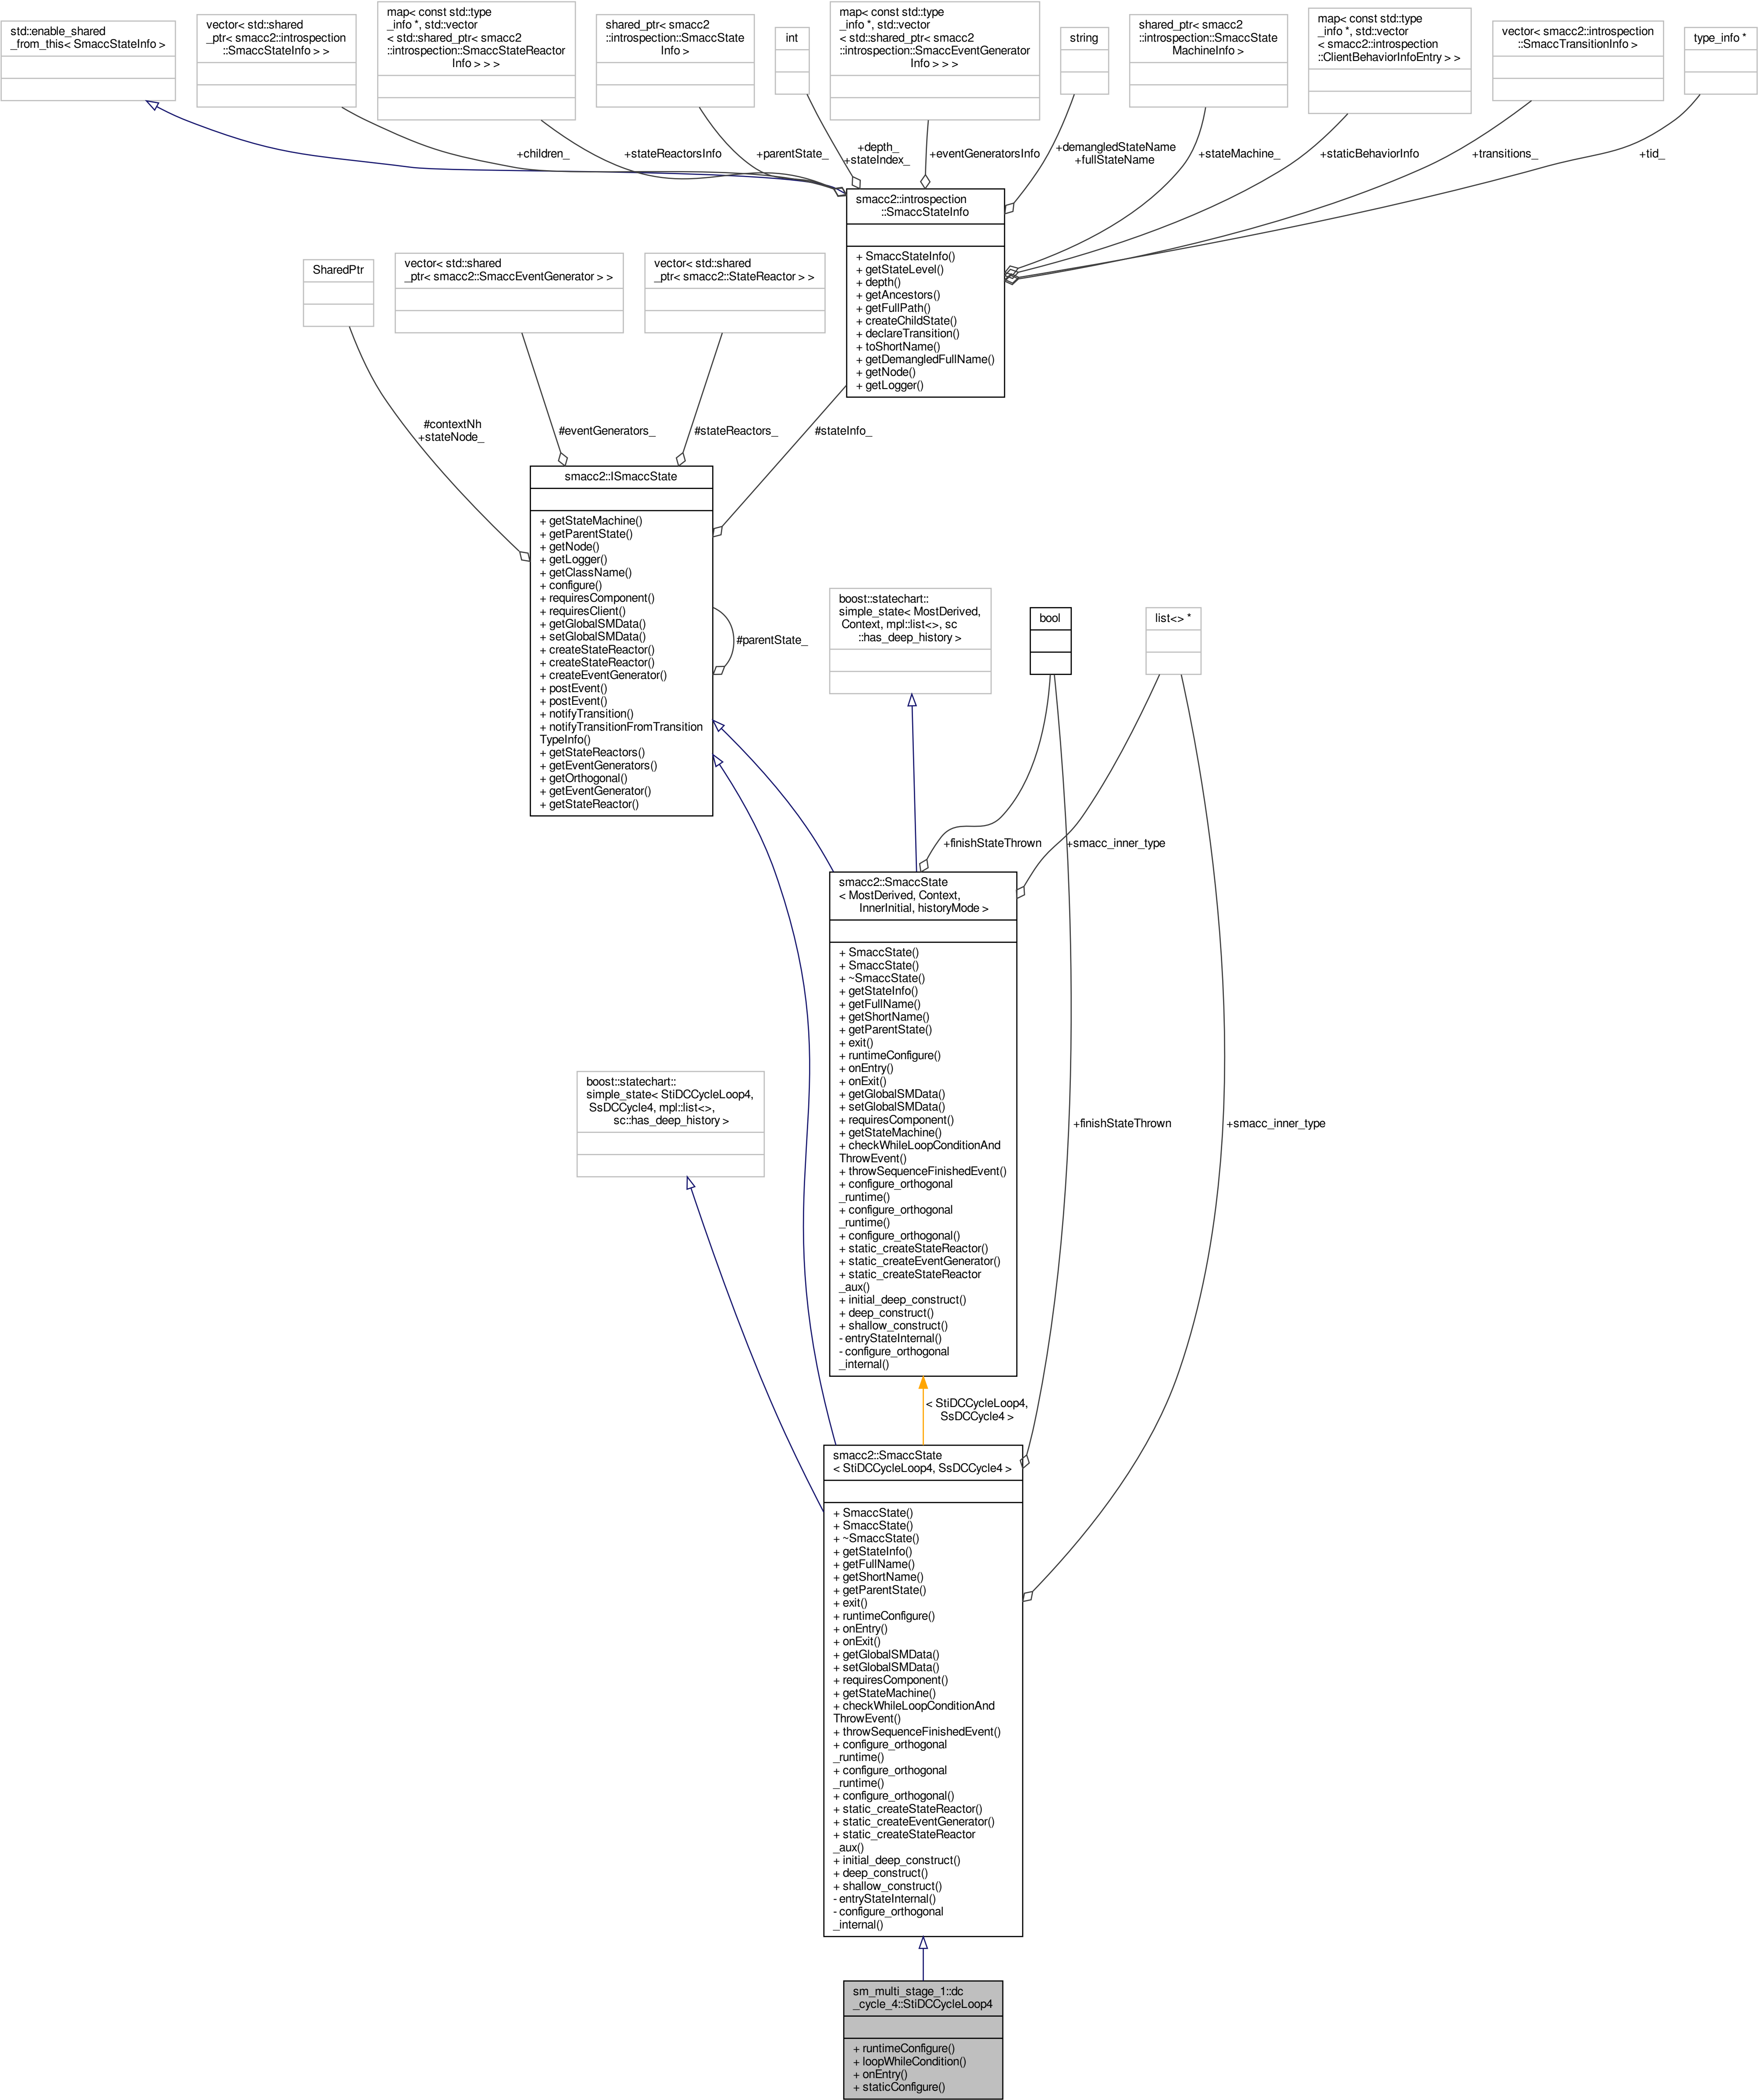 std::enable_shared
_from_this< SmaccStateInfo >
vector< std::shared
_ptr< smacc2::introspection
::SmaccStateInfo > >
map< const std::type
_info *, std::vector
< std::shared_ptr< smacc2
::introspection::SmaccStateReactor
Info > > >
shared_ptr< smacc2
::introspection::SmaccState
Info >
int
map< const std::type
_info *, std::vector
< std::shared_ptr< smacc2
::introspection::SmaccEventGenerator
Info > > >
string
shared_ptr< smacc2
::introspection::SmaccState
MachineInfo >
map< const std::type
_info *, std::vector
< smacc2::introspection
::ClientBehaviorInfoEntry > >
vector< smacc2::introspection
::SmaccTransitionInfo >
type_info *
+children_
+stateReactorsInfo
+parentState_
+depth_
+stateIndex_
+eventGeneratorsInfo
+demangledStateName
+fullStateName
+stateMachine_
+staticBehaviorInfo
+transitions_
+tid_
smacc2::introspection
::SmaccStateInfo
+ SmaccStateInfo()
+ getStateLevel()
+ depth()
+ getAncestors()
+ getFullPath()
+ createChildState()
+ declareTransition()
+ toShortName()
+ getDemangledFullName()
+ getNode()
+ getLogger()
SharedPtr
vector< std::shared
_ptr< smacc2::SmaccEventGenerator > >
vector< std::shared
_ptr< smacc2::StateReactor > >
#contextNh
+stateNode_
#eventGenerators_
#stateReactors_
#stateInfo_
smacc2::ISmaccState
+ getStateMachine()
+ getParentState()
+ getNode()
+ getLogger()
+ getClassName()
+ configure()
+ requiresComponent()
+ requiresClient()
+ getGlobalSMData()
+ setGlobalSMData()
+ createStateReactor()
+ createStateReactor()
+ createEventGenerator()
+ postEvent()
+ postEvent()
+ notifyTransition()
+ notifyTransitionFromTransition
TypeInfo()
+ getStateReactors()
+ getEventGenerators()
+ getOrthogonal()
+ getEventGenerator()
+ getStateReactor()
#parentState_
boost::statechart::
simple_state< MostDerived,
Context, mpl::list<>, sc
::has_deep_history >
bool
list<> *
+finishStateThrown
+smacc_inner_type
smacc2::SmaccState
< MostDerived, Context,
InnerInitial, historyMode >
+ SmaccState()
+ SmaccState()
+ ~SmaccState()
+ getStateInfo()
+ getFullName()
+ getShortName()
+ getParentState()
+ exit()
+ runtimeConfigure()
+ onEntry()
+ onExit()
+ getGlobalSMData()
+ setGlobalSMData()
+ requiresComponent()
+ getStateMachine()
+ checkWhileLoopConditionAnd
ThrowEvent()
+ throwSequenceFinishedEvent()
+ configure_orthogonal
_runtime()
+ configure_orthogonal
_runtime()
+ configure_orthogonal()
+ static_createStateReactor()
+ static_createEventGenerator()
+ static_createStateReactor
_aux()
+ initial_deep_construct()
+ deep_construct()
+ shallow_construct()
- entryStateInternal()
- configure_orthogonal
_internal()
boost::statechart::
simple_state< StiDCCycleLoop4,
SsDCCycle4, mpl::list<>,
sc::has_deep_history >
+finishStateThrown
+smacc_inner_type
< StiDCCycleLoop4,
SsDCCycle4 >
smacc2::SmaccState
< StiDCCycleLoop4, SsDCCycle4 >
+ SmaccState()
+ SmaccState()
+ ~SmaccState()
+ getStateInfo()
+ getFullName()
+ getShortName()
+ getParentState()
+ exit()
+ runtimeConfigure()
+ onEntry()
+ onExit()
+ getGlobalSMData()
+ setGlobalSMData()
+ requiresComponent()
+ getStateMachine()
+ checkWhileLoopConditionAnd
ThrowEvent()
+ throwSequenceFinishedEvent()
+ configure_orthogonal
_runtime()
+ configure_orthogonal
_runtime()
+ configure_orthogonal()
+ static_createStateReactor()
+ static_createEventGenerator()
+ static_createStateReactor
_aux()
+ initial_deep_construct()
+ deep_construct()
+ shallow_construct()
- entryStateInternal()
- configure_orthogonal
_internal()
sm_multi_stage_1::dc
_cycle_4::StiDCCycleLoop4
+ runtimeConfigure()
+ loopWhileCondition()
+ onEntry()
+ staticConfigure()